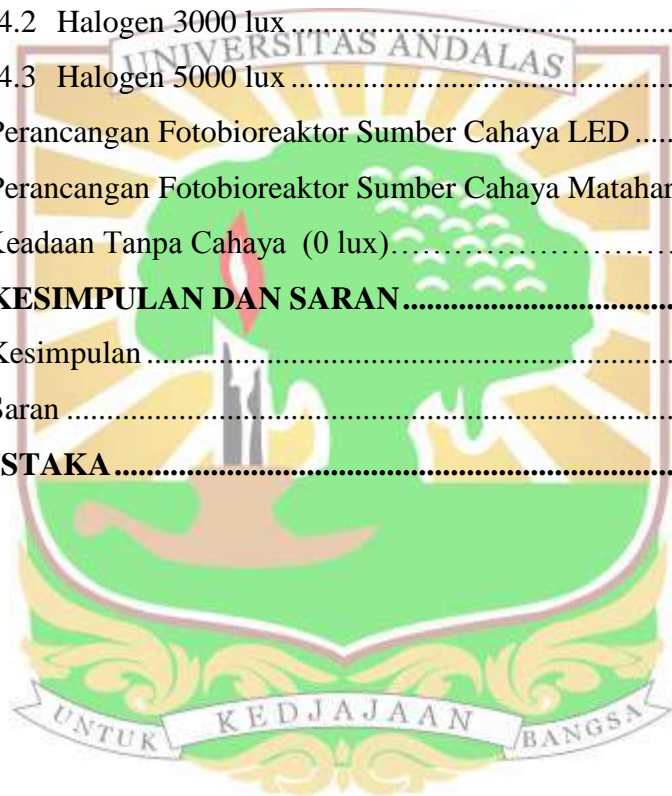 4.2 Halogen 3000 lux ................................................
UNIVERSITAS ANDALAS
4.3 Halogen 5000 lux ................................................
Perancangan Fotobioreaktor Sumber Cahaya LED .....
Perancangan Fotobioreaktor Sumber Cahaya Matahar
Keadaan Tanpa Cahaya (0 lux)……………………
KESIMPULAN DAN SARAN...................................
Kesimpulan .................................................................
Saran ...........................................................................
STAKA.......................................................................
UNTUK KEDJAJAAN BANGSA